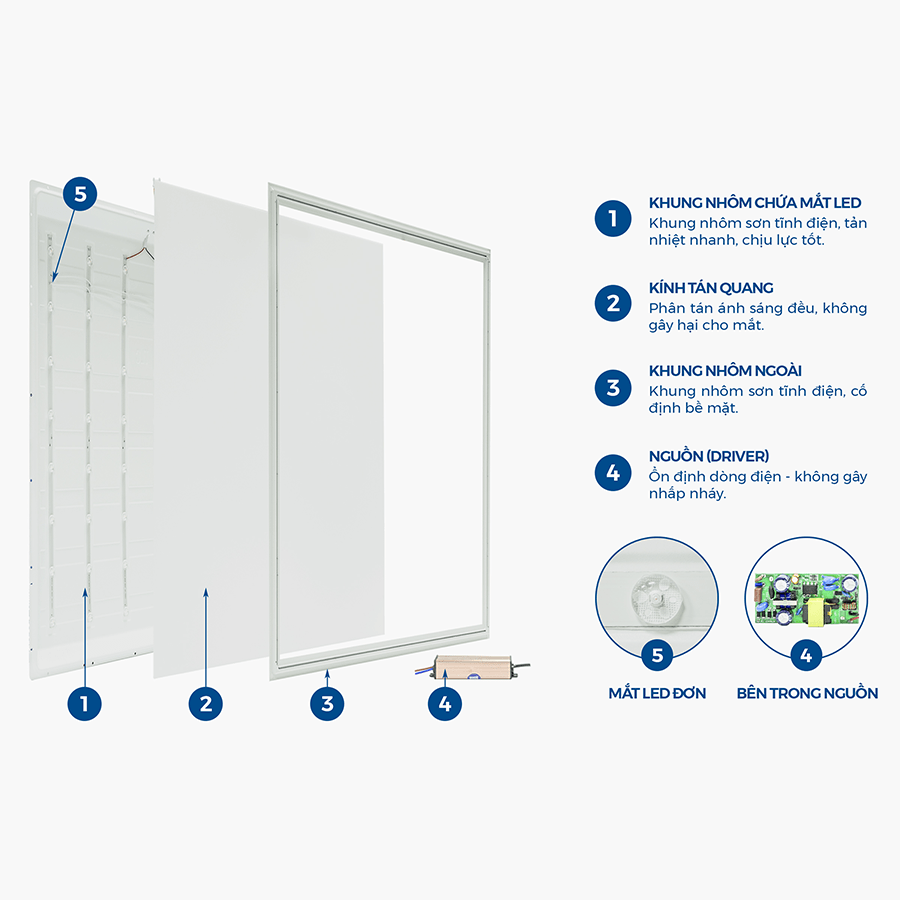 5
1
2
3
4
1
KHUNG NHÔM CHỨA MẮT LED
Khung nhôm sơn tĩnh điện, tản
nhiệt nhanh, chịu lực tốt.
2
KÍNH TÁN QUANG
Phân tán ánh sáng đều, không
gây hại cho mắt.
3
KHUNG NHÔM NGOÀI
Khung nhôm sơn tĩnh điện, cố
định bề mặt.
4
NGUỒN (DRIVER)
Ổn định dòng điện - không gây
nhấp nháy.
5
MẮT LED ĐƠN
4
BÊN TRONG NGUỒN